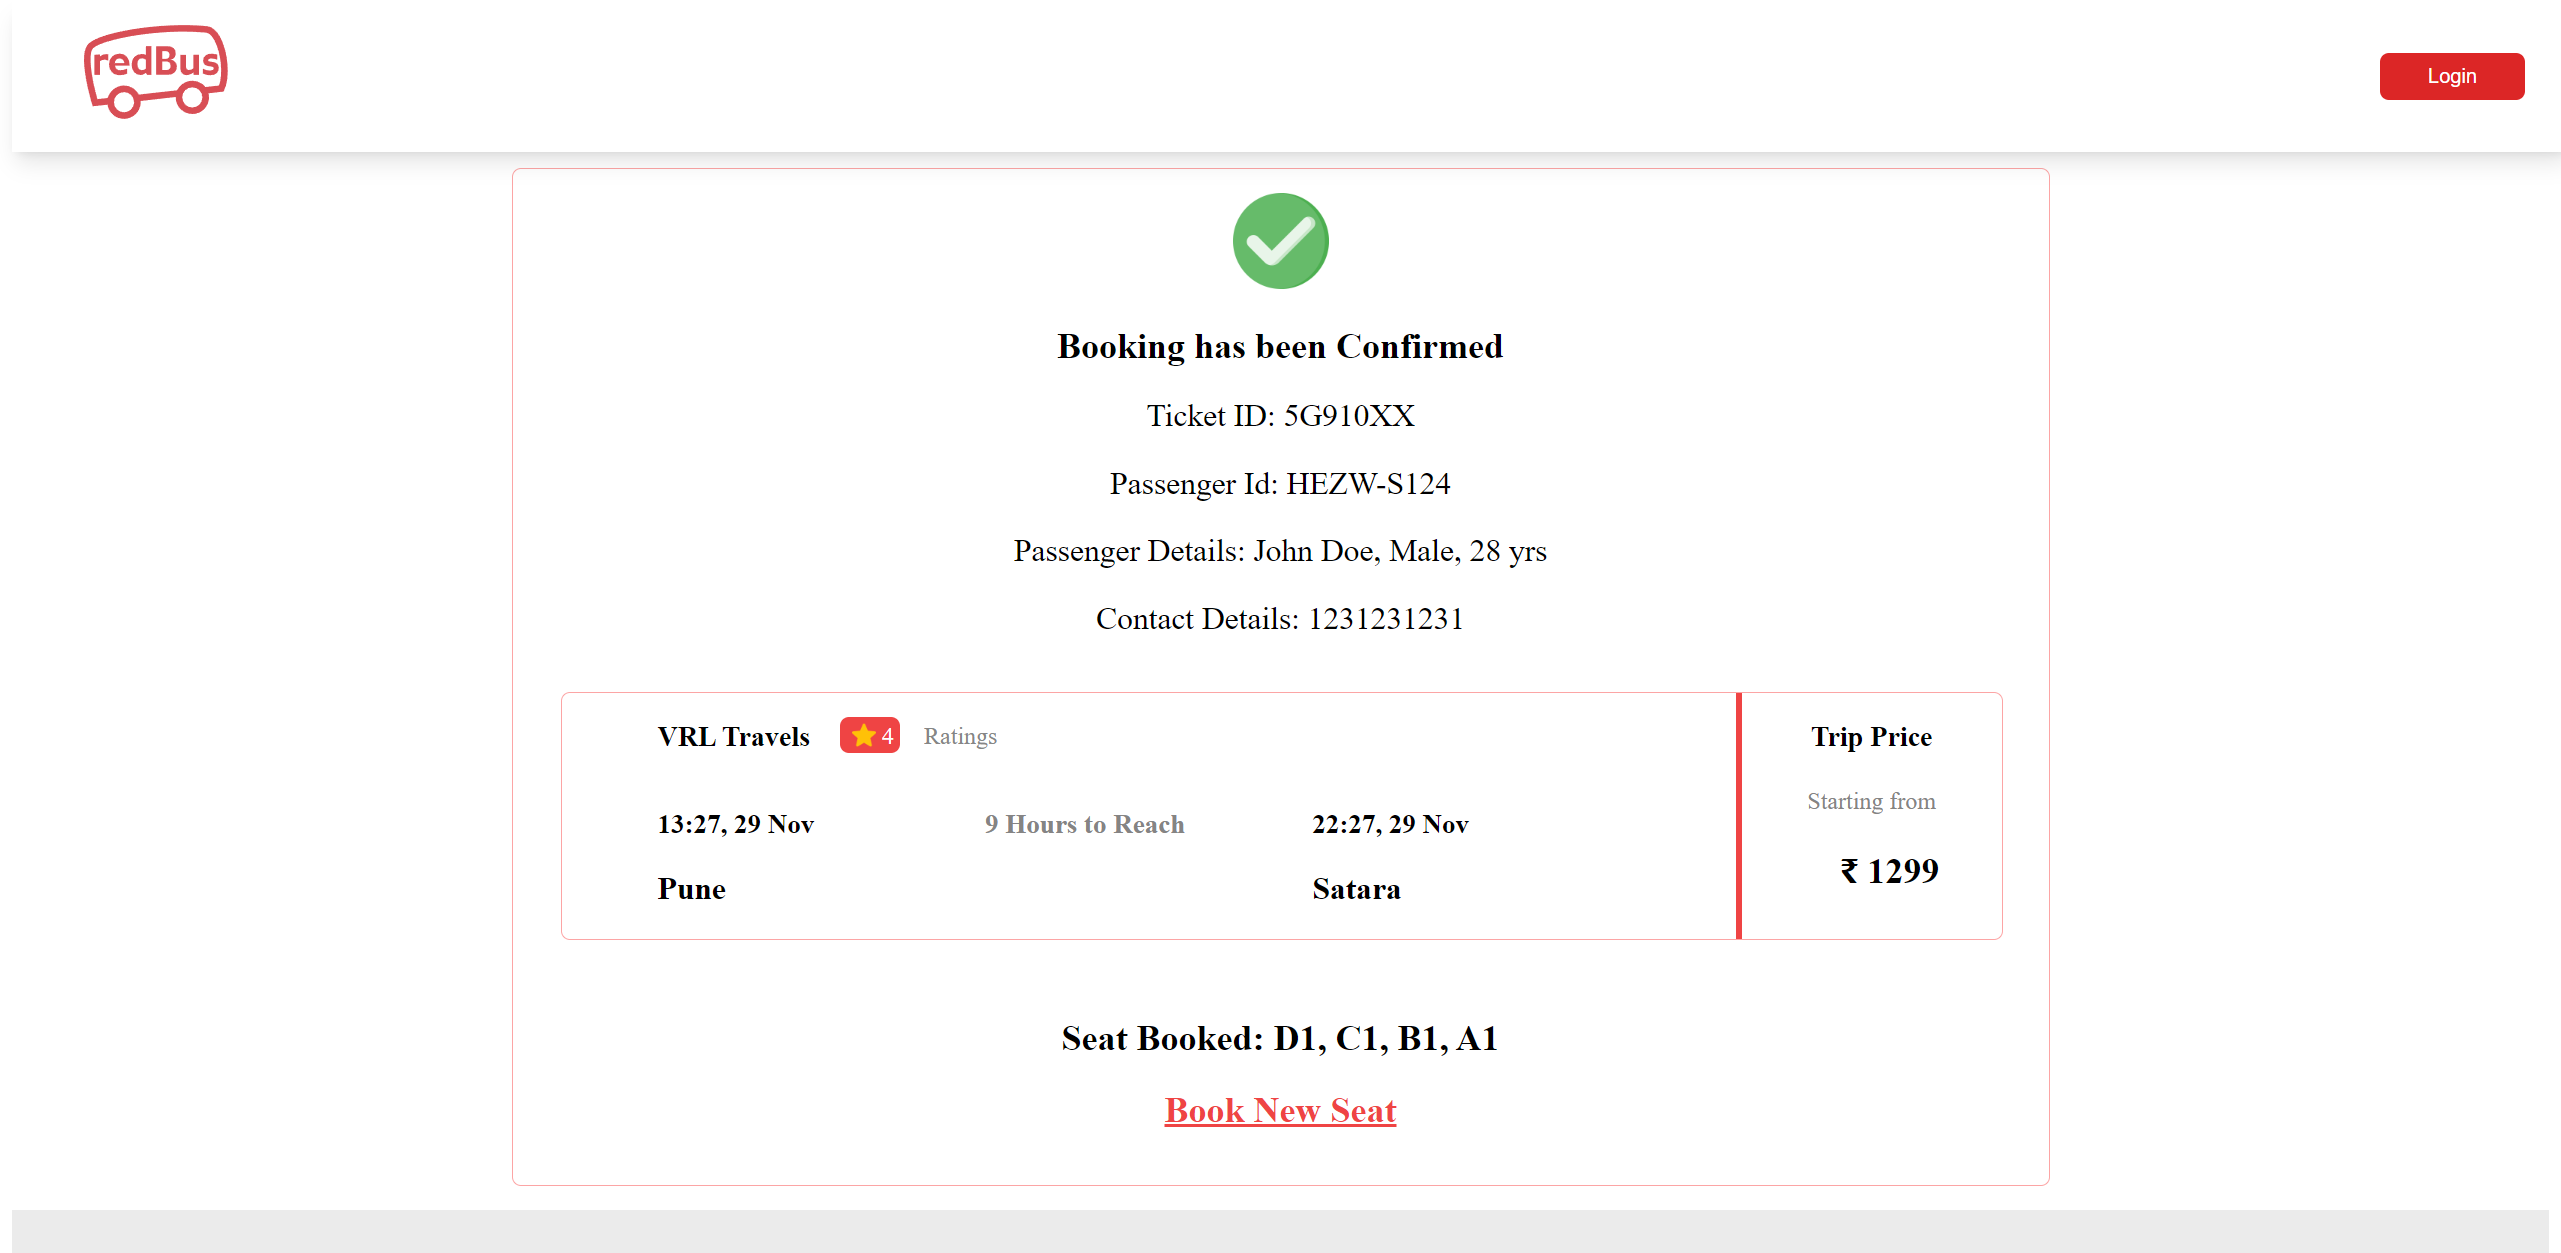 redBus
Login
Booking has been Confirmed
Ticket ID: 5G910XX
Passenger Id: HEZW-S124
Passenger Details: John Doe, Male, 28 yrs
Contact Details: 1231231231
VRL Travels 4 Ratings
13:27, 29 Nov 9 Hours to Reach 22:27, 29 Nov
Pune Satara
Trip Price
Starting from
₹ 1299
Seat Booked: D1, C1, B1, A1
Book New Seat